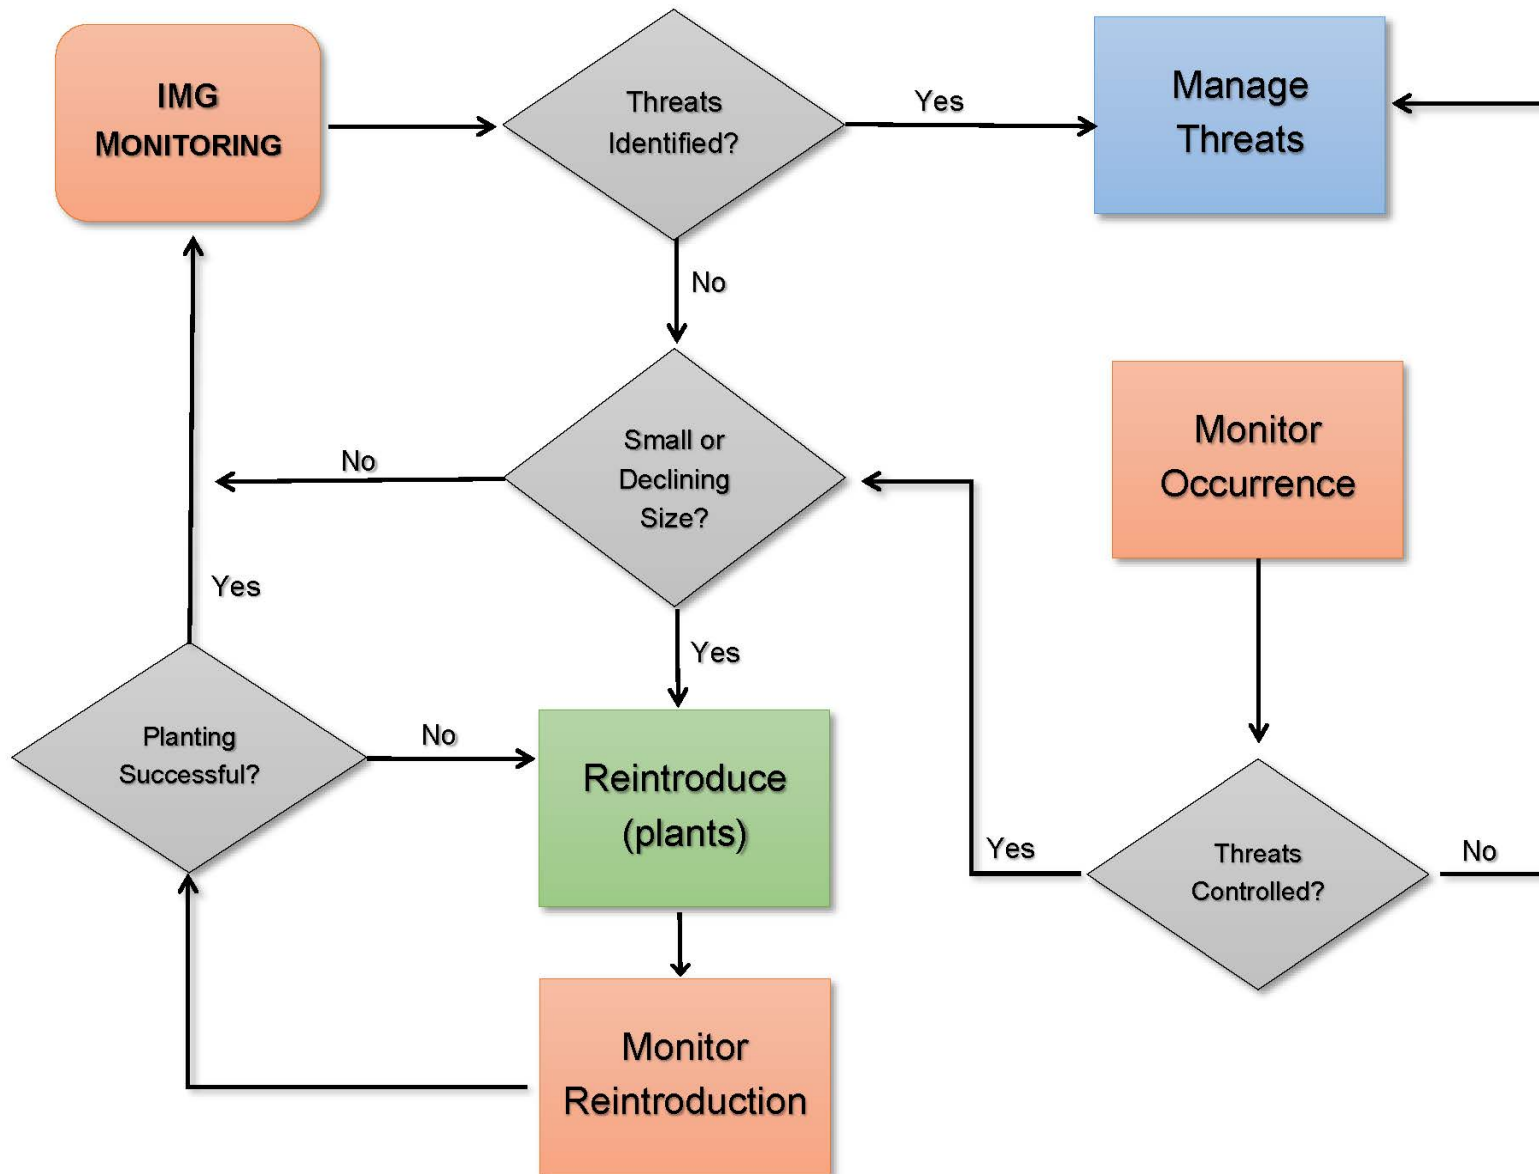 IMG
MONITORING
Threats
Identified?
Yes
Manage
Threats
No
Small or
Declining
Size?
No
Monitor
Occurrence
Yes
Yes
Planting
Successful?
No
Reintroduce
(plants)
Yes
Threats
Controlled?
No
Monitor
Reintroduction